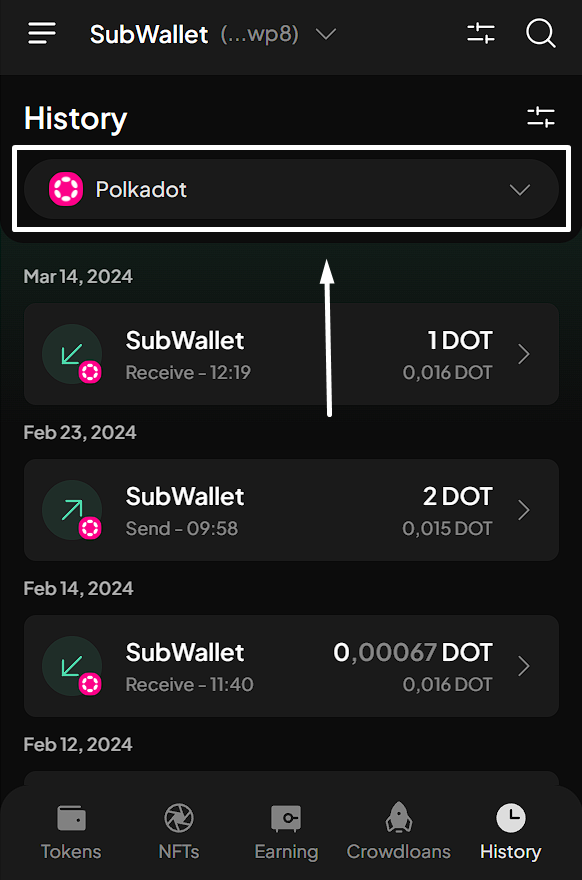 SubWallet (...wp8)
History
Polkadot
Mar 14, 2024
SubWallet 1 DOT
Receive - 12:19 0,016 DOT
Feb 23, 2024
SubWallet 2 DOT
Send - 09:58 0,015 DOT
Feb 14, 2024
SubWallet 0,00067 DOT
Receive - 11:40 0,016 DOT
Feb 12, 2024
Tokens NFTs Earning Crowdloans History